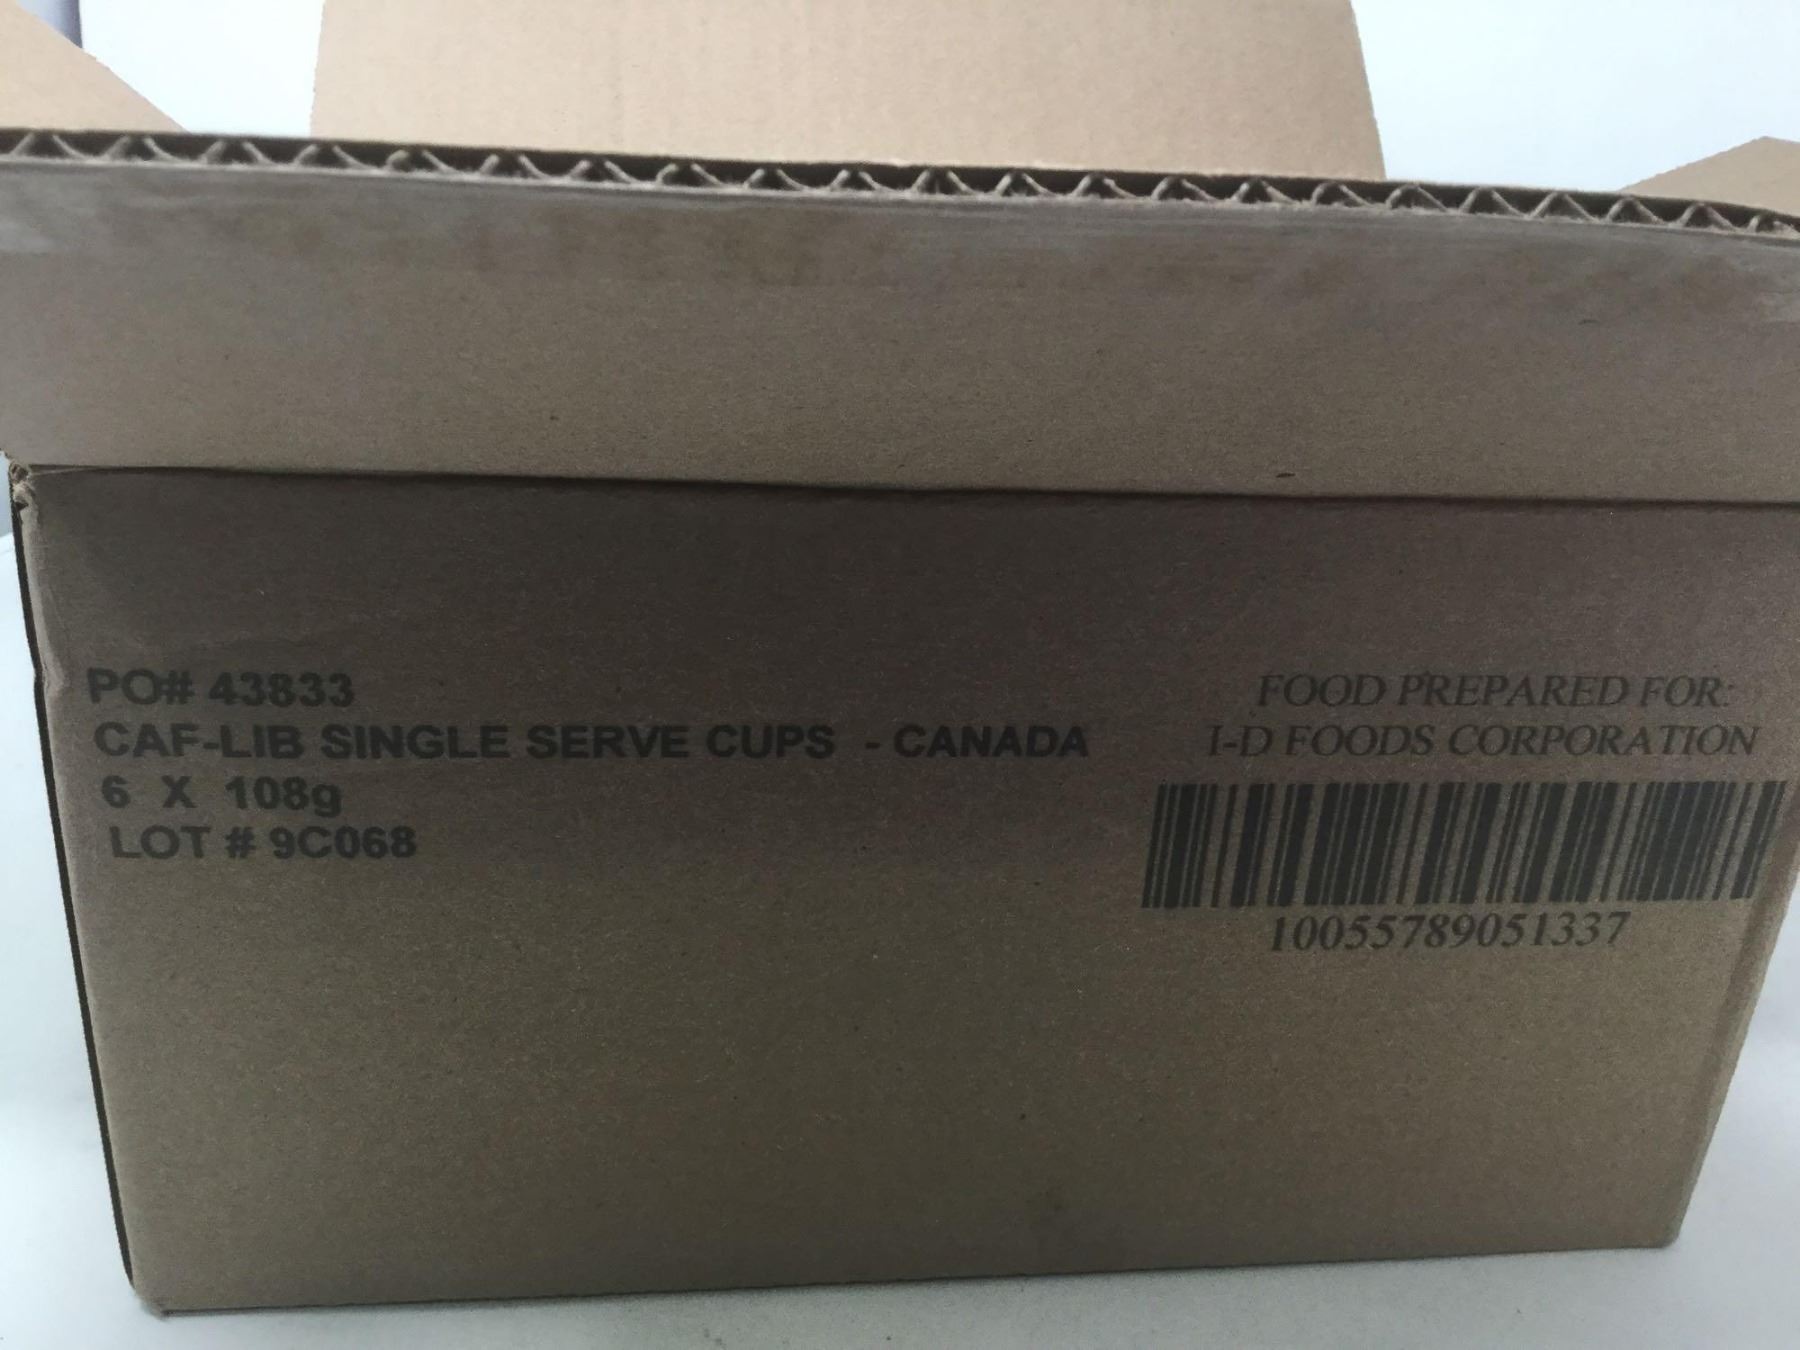 PO# 43833
CAF-LIB SINGLE SERVE CUPS - CANADA
6 X 108g
LOT # 9C068
FOOD PREPARED FOR:
I-D FOODS CORPORATION
10055789051337